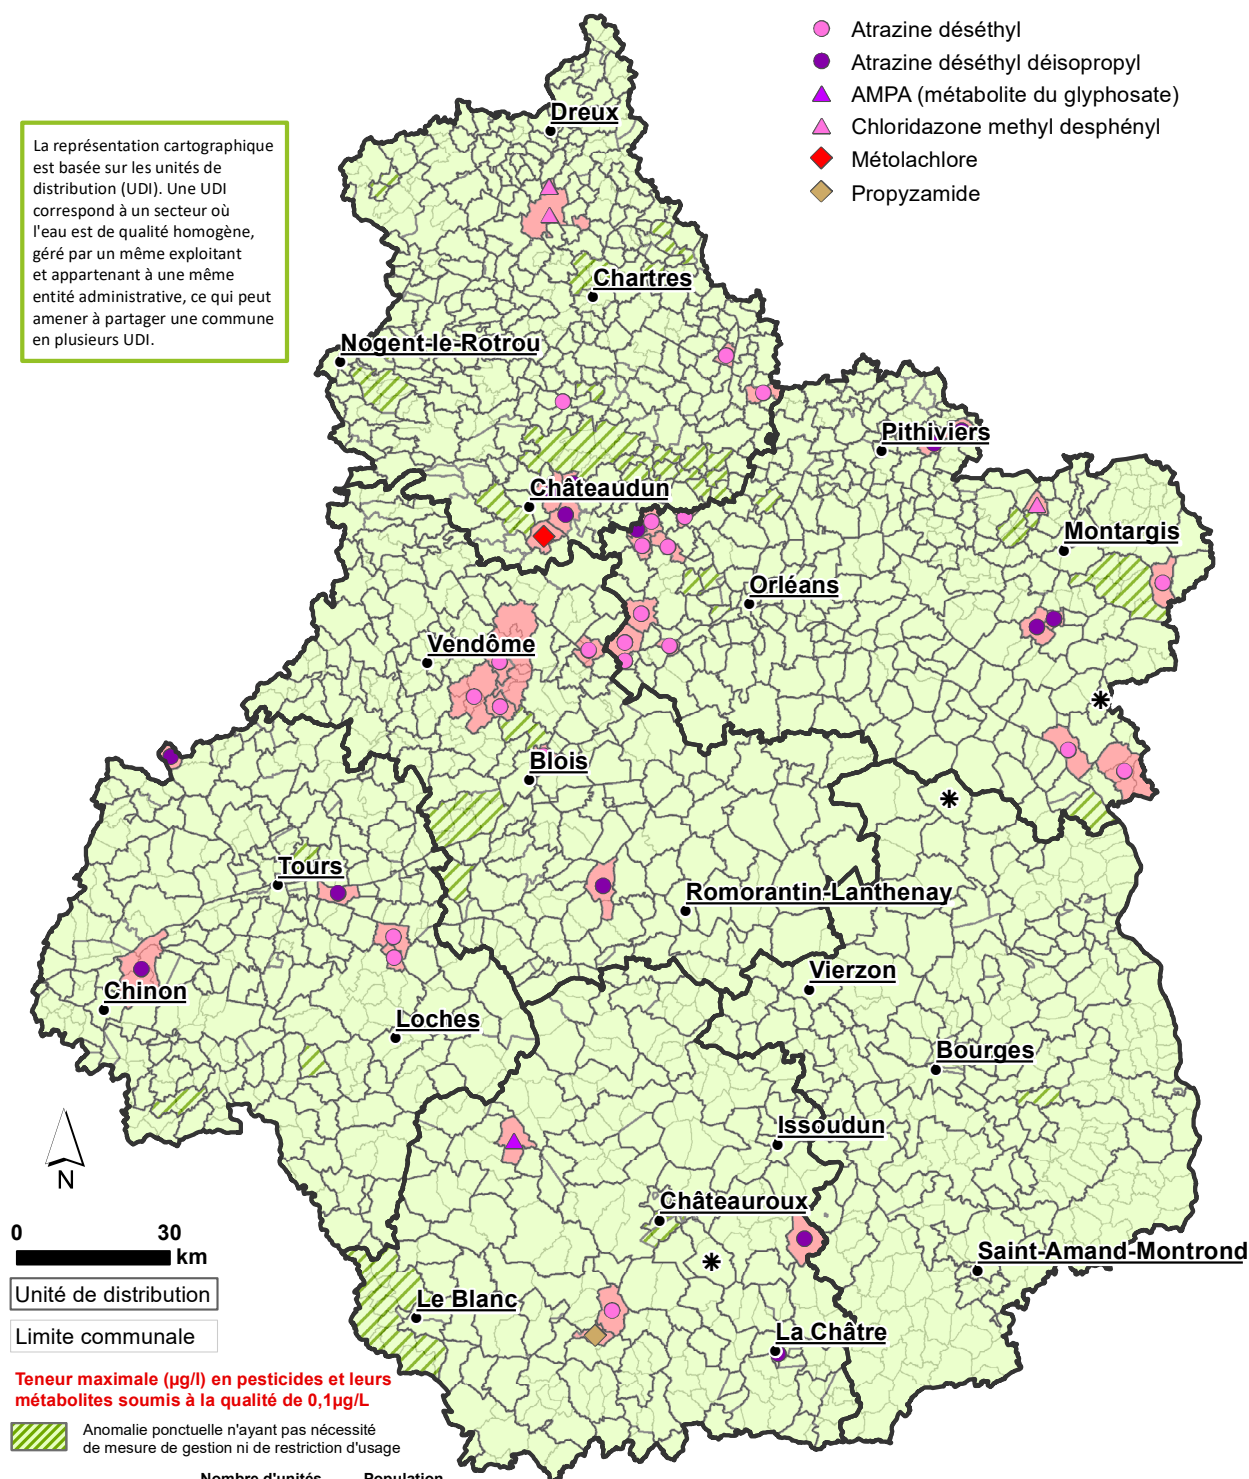 Atrazine déséthyl
Atrazine déséthyl déisopropyl
AMPA (métabolite du glyphosate)
Chloridazone methyl desphényl
Métolachlore
Propyzamide
La représentation cartographique
est basée sur les unités de
distribution (UDI). Une UDI
correspond à un secteur où
l'eau est de qualité homogène,
géré par un même exploitant
et appartenant à une même
entité administrative, ce qui peut
amener à partager une commune
en plusieurs UDI.
Dreux
Chartres
Nogent-le-Rotrou
Pithiviers
Châteaudun
Montargis
Orléans
Vendôme
Blois
Tours
Romorantin-Lanthenay
Vierzon
Chinon
Loches
Bourges
Issoudun
Châteauroux
Saint-Amand-Montrond
Le Blanc
La Châtre
N
0 30
km
Unité de distribution
Limite communale
Teneur maximale (µg/l) en pesticides et leurs
métabolites soumis à la qualité de 0,1µg/L
Anomalie ponctuelle n'ayant pas nécessité
de mesure de gestion ni de restriction d'usage
Nombre d'unités Population